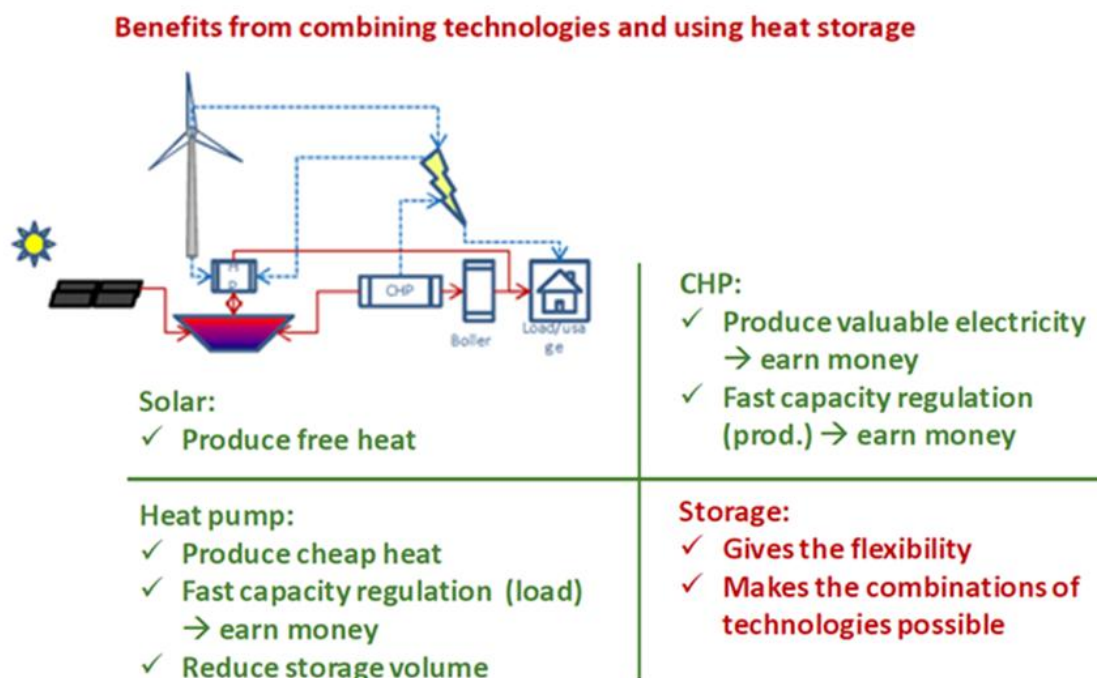 Benefits from combining technologies and using heat storage
HP
CHP
Boiler
Load/usa
ge
Solar:
✓ Produce free heat
CHP:
✓ Produce valuable electricity
→ earn money
✓ Fast capacity regulation
(prod.) → earn money
Heat pump:
✓ Produce cheap heat
✓ Fast capacity regulation (load)
→ earn money
✓ Reduce storage volume
Storage:
✓ Gives the flexibility
✓ Makes the combinations of
technologies possible